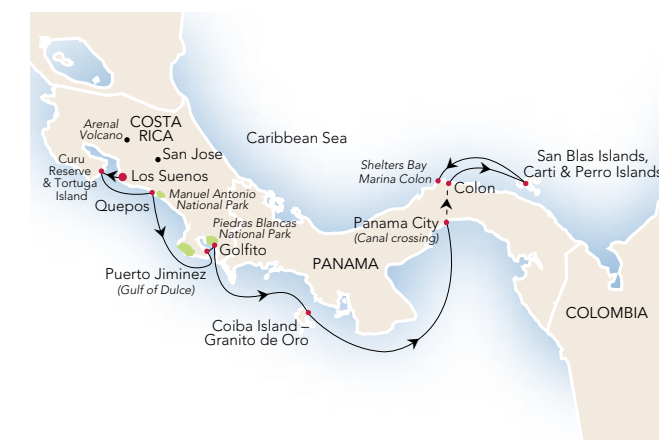 Caribbean Sea
Arenal
Volcano
COSTA
RICA
San Jose
Curu
Reserve
& Tortuga
Island
Los Suenos
Quepos
Manuel Antonio
National Park
Piedras Blancas
National Park
Golfito
Puerto Jiminez
(Gulf of Dulce)
PANAMA
Coiba Island –
Granito de Oro
Panama City
(Canal crossing)
Shelters Bay
Marina Colon
Colon
San Blas Islands,
Carti & Perro Islands
COLOMBIA